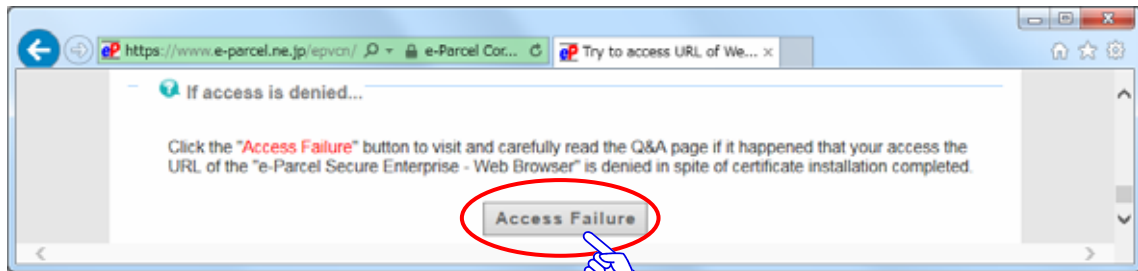 https://www.e-parcel.ne.jp/epvcn/ e-Parcel Cor... Try to access URL of We...
If access is denied...
Click the "Access Failure" button to visit and carefully read the Q&A page if it happened that your access the
URL of the "e-Parcel Secure Enterprise - Web Browser" is denied in spite of certificate installation completed.
Access Failure